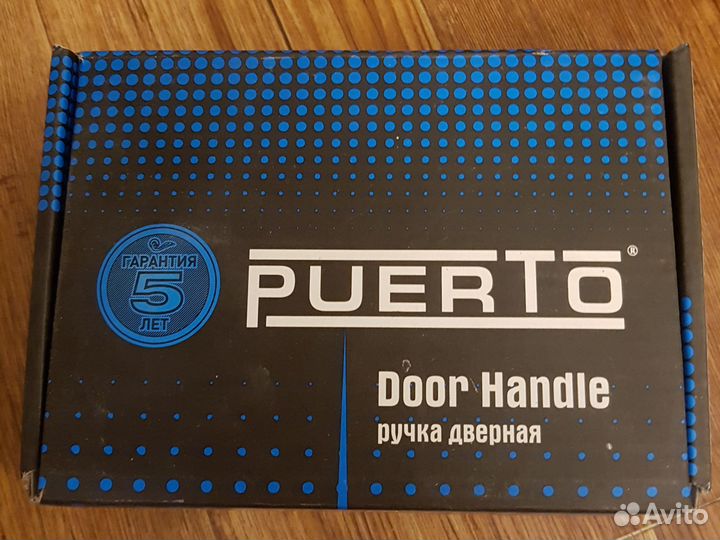 ГАРАНТИЯ
5
ЛЕТ
PUERTO®
Door Handle
ручка дверная
Avito